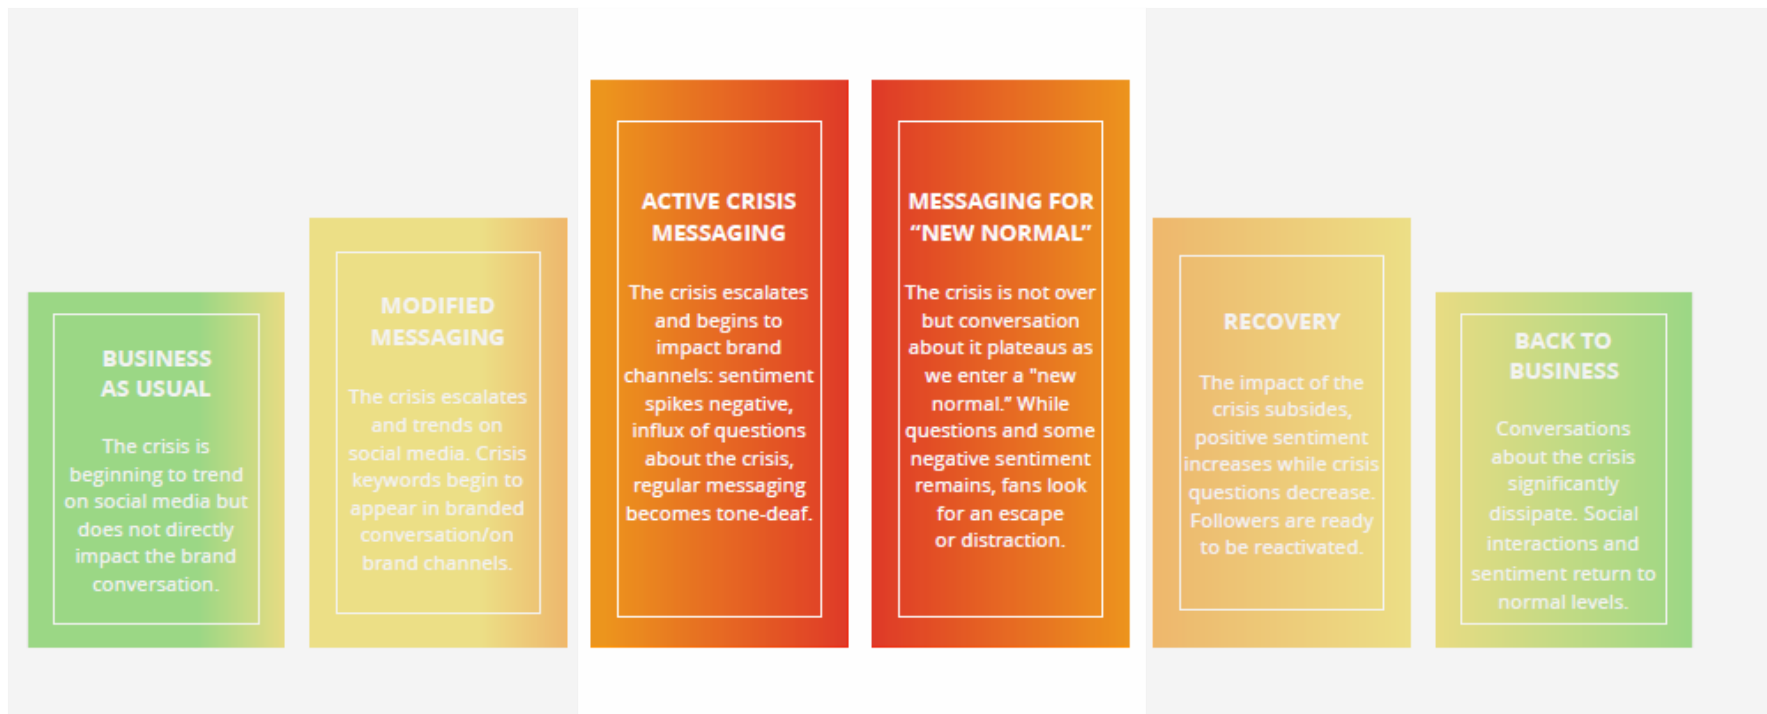 BUSINESS
AS USUAL
The crisis is
beginning to trend
on social media but
does not directly
impact the brand
conversation.
MODIFIED
MESSAGING
The crisis escalates
and trends on
social media. Crisis
keywords begin to
appear in branded
conversation/on
brand channels.
ACTIVE CRISIS
MESSAGING
The crisis escalates
and begins to
impact brand
channels: sentiment
spikes negative,
influx of questions
about the crisis,
regular messaging
becomes tone-deaf.
MESSAGING FOR
“NEW NORMAL”
The crisis is not over
but conversation
about it plateaus as
we enter a "new
normal.” While
questions and some
negative sentiment
remains, fans look
for an escape
or distraction.
RECOVERY
The impact of the
crisis subsides,
positive sentiment
increases while crisis
questions decrease.
Followers are ready
to be reactivated.
BACK TO
BUSINESS
Conversations
about the crisis
significantly
dissipate. Social
interactions and
sentiment return to
normal levels.